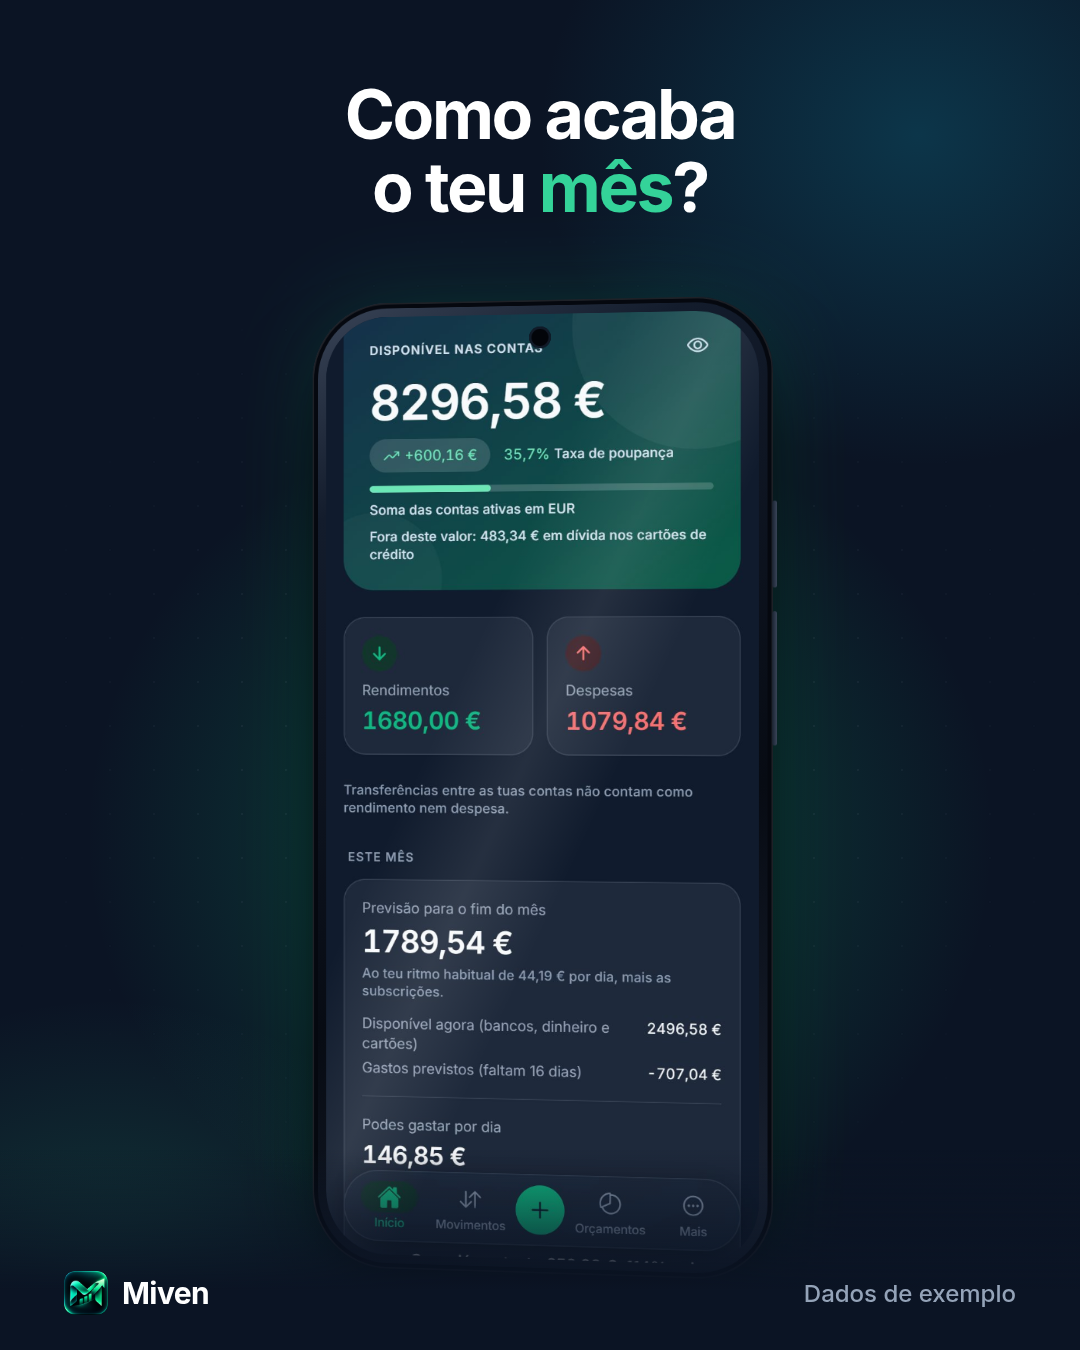 Como acaba
o teu mês?
DISPONÍVEL NAS CONTAS
8296,58 €
+600,16 € 35,7% Taxa de poupança
Soma das contas ativas em EUR
Fora deste valor: 483,34 € em dívida nos cartões de
crédito
Rendimentos
1680,00 €
Despesas
1079,84 €
Transferências entre as tuas contas não contam como
rendimento nem despesa.
ESTE MÊS
Previsão para o fim do mês
1789,54 €
Ao teu ritmo habitual de 44,19 € por dia, mais as
subscrições.
Disponível agora (bancos, dinheiro e
cartões)
2496,58 €
Gastos previstos (faltam 16 dias)
-707,04 €
Podes gastar por dia
146,85 €
Início
Movimentos
Orçamentos
Mais
Miven
Dados de exemplo